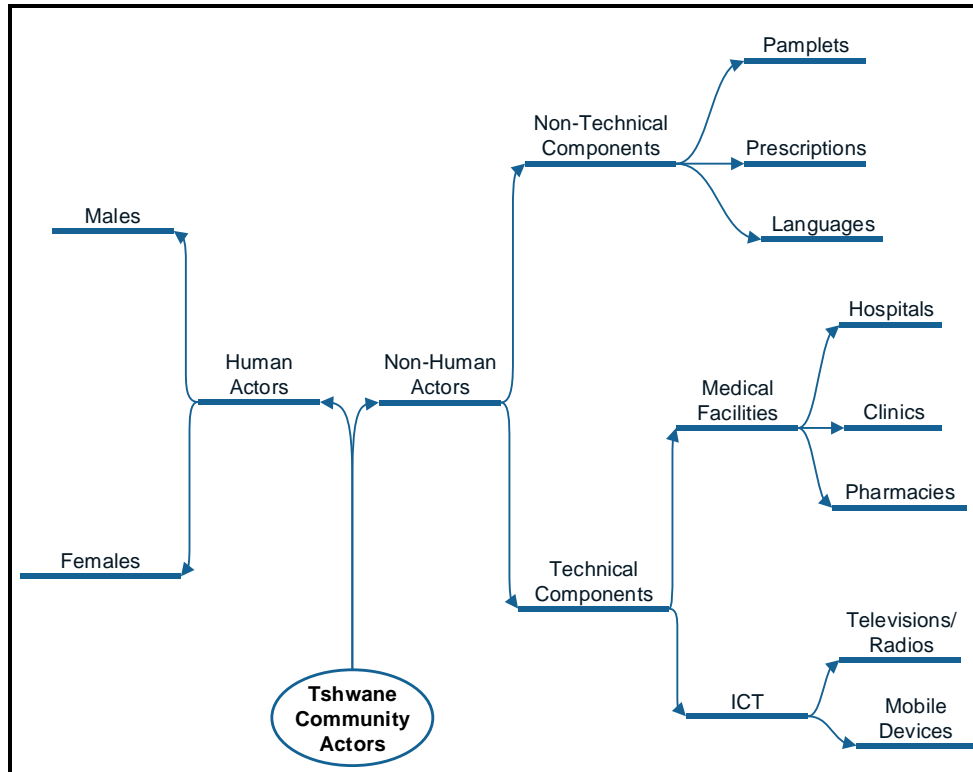 Pamplets
Non-Technical
Components
Prescriptions
Males
Languages
Hospitals
Human
Actors
Non-Human
Actors
Medical
Facilities
Clinics
Pharmacies
Females
Technical
Components
Televisions/
Radios
Tshwane
Community
Actors
ICT
Mobile
Devices